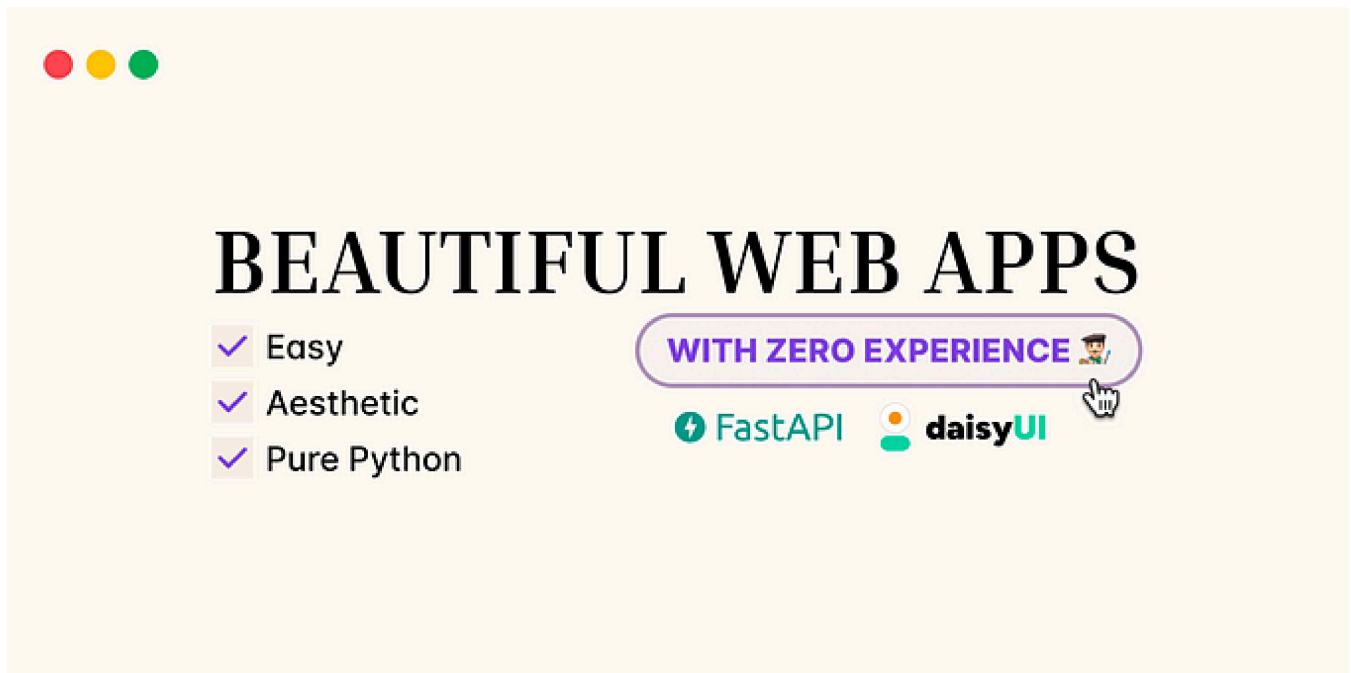 BEAUTIFUL WEB APPS
Easy
Aesthetic
Pure Python
WITH ZERO EXPERIENCE
FastAPI
daisyUI